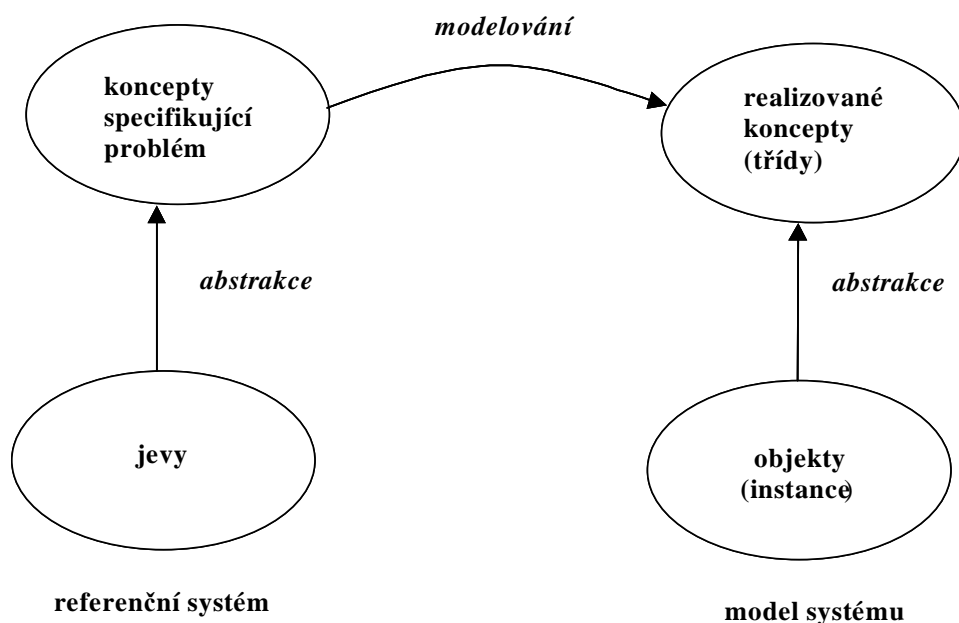 modelování
koncepty
specifikující
problém
realizované
koncepty
(třídy)
abstrakce
abstrakce
jevy
objekty
(instance)
referenční systém
model systému